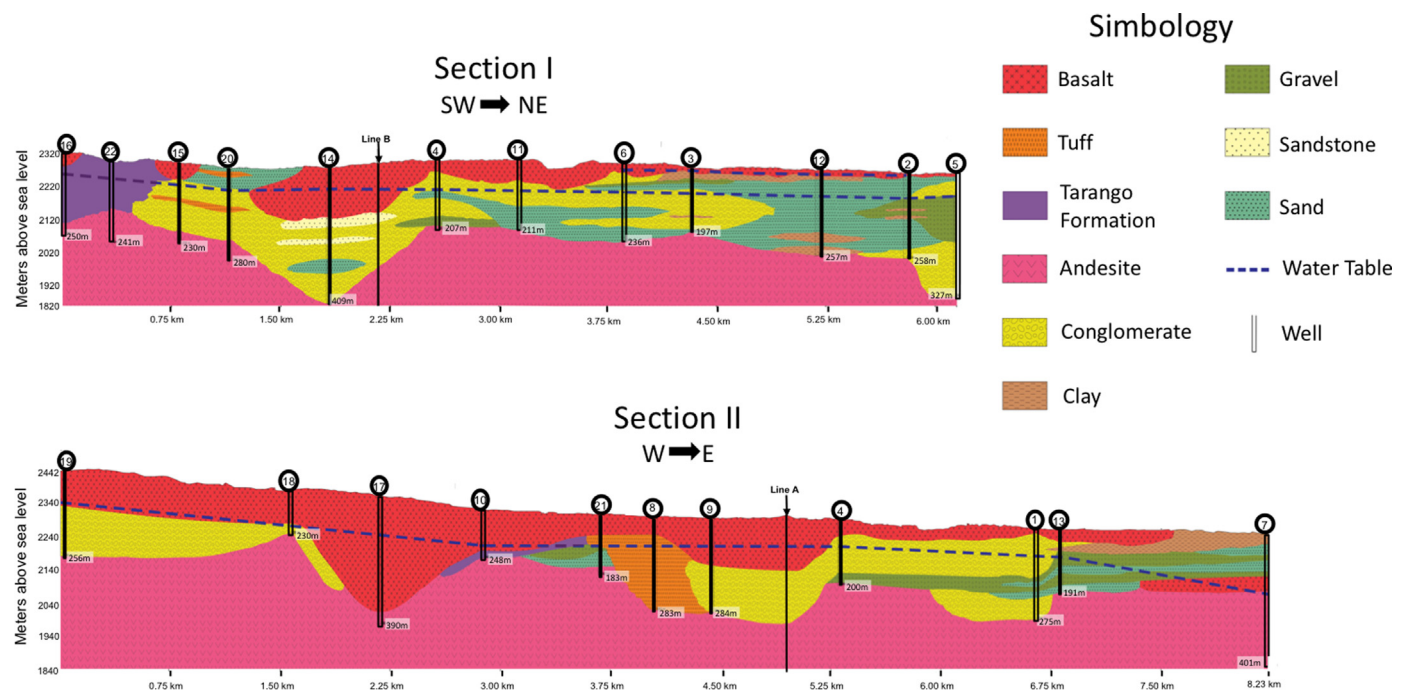 Simbology
Basalt
Gravel
Tuff
Sandstone
Tarango
Formation
Sand
Andesite
Water Table
Conglomerate
Well
Clay
Section I
SW NE
Line B
16 22 15 20 14 4 11 6 3 12 2 5
Meters above sea level
2320
2220
2120
2020
1920
1820
250m 241m 230m 280m 409m 207m 211m 236m 197m 257m 258m 327m
0.75 km 1.50 km 2.25 km 3.00 km 3.75 km 4.50 km 5.25 km 6.00 km
Section II
W E
Line A
19 18 17 10 21 8 9 4 1 13 7
Meters above sea level
2442
2340
2240
2140
2040
1940
1840
256m 230m 390m 248m 183m 283m 284m 200m 275m 191m 401m
0.75 km 1.50 km 2.25 km 3.00 km 3.75 km 4.50 km 5.25 km 6.00 km 6.75 km 7.50 km 8.23 km